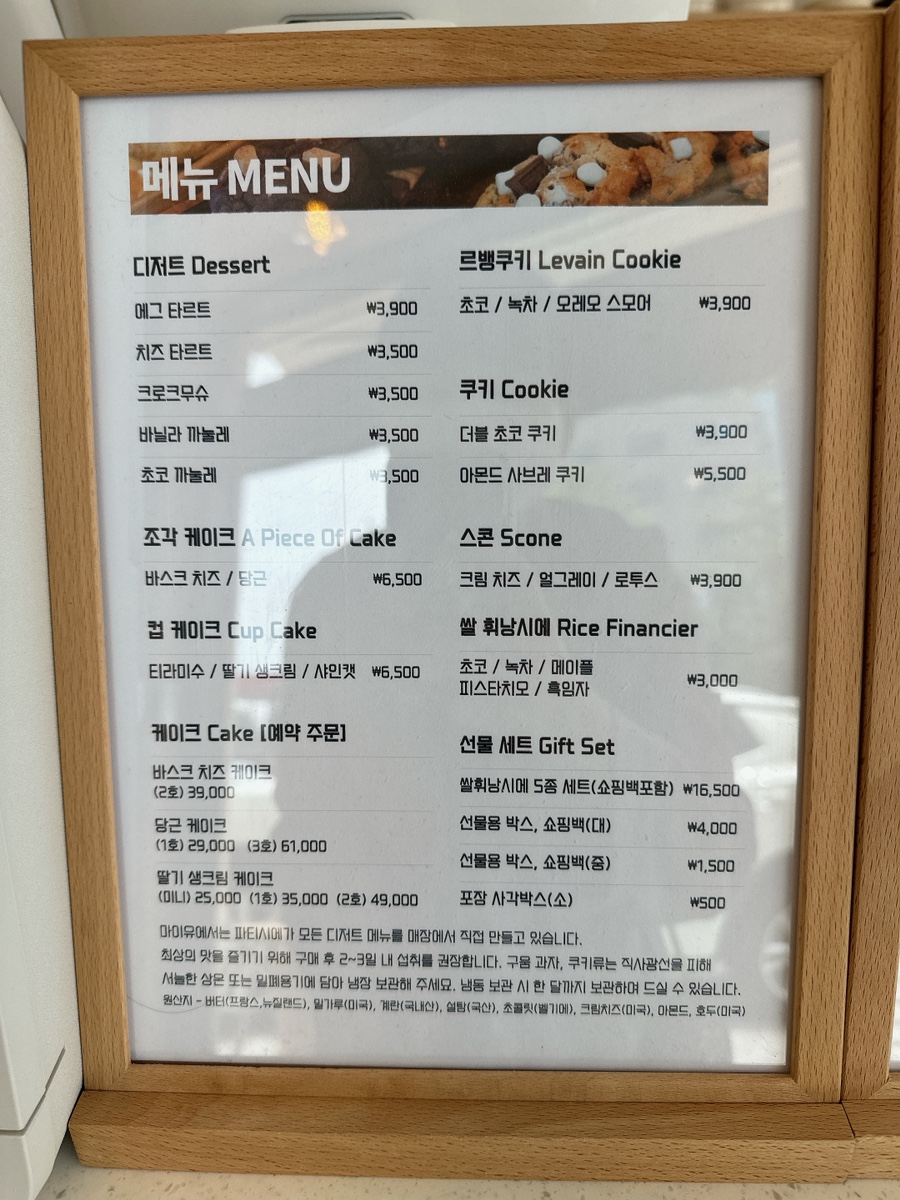 메뉴 MENU
디저트 Dessert
에그 타르트 ₩3,900
치즈 타르트 ₩3,500
크로크무슈 ₩3,500
바닐라 까눌레 ₩3,500
초코 까눌레 ₩3,500
조각 케이크 A Piece Of Cake
바스크 치즈 / 당근 ₩6,500
컵 케이크 Cup Cake
티라미수 / 딸기 생크림 / 샤인캣 ₩6,500
케이크 Cake [예약 주문]
바스크 치즈 케이크
(2호) 39,000
당근 케이크
(1호) 29,000 (3호) 61,000
딸기 생크림 케이크
(미니) 25,000 (1호) 35,000 (2호) 49,000
르뱅쿠키 Levain Cookie
초코 / 녹차 / 오레모 스모어 ₩3,900
쿠키 Cookie
더블 초코 쿠키 ₩3,900
아몬드 사브레 쿠키 ₩5,500
스콘 Scone
크림 치즈 / 얼그레이 / 로투스 ₩3,900
쌀 휘낭시에 Rice Financier
초코 / 녹차 / 메이플
피스타치모 / 흑임자 ₩3,000
선물 세트 Gift Set
쌀휘낭시에 5종 세트(쇼핑백포함) ₩16,500
선물용 박스, 쇼핑백(대) ₩4,000
선물용 박스, 쇼핑백(중) ₩1,500
포장 사각박스(소) ₩500
마이유에서는 파티시에가 모든 디저트 메뉴를 매장에서 직접 만들고 있습니다.
최상의 맛을 즐기기 위해 구매 후 2~3일 내 섭취를 권장합니다. 구움 과자, 쿠키류는 직사광선을 피해
서늘한 상온 또는 밀폐용기에 담아 냉장 보관해 주세요. 냉동 보관 시 한 달까지 보관하며 드실 수 있습니다.
원산지 - 버터(프랑스,뉴질랜드), 밀가루(미국), 계란(국내산), 설탕(국산), 초콜릿(벨기에), 크림치즈(미국), 아몬드, 호두(미국)